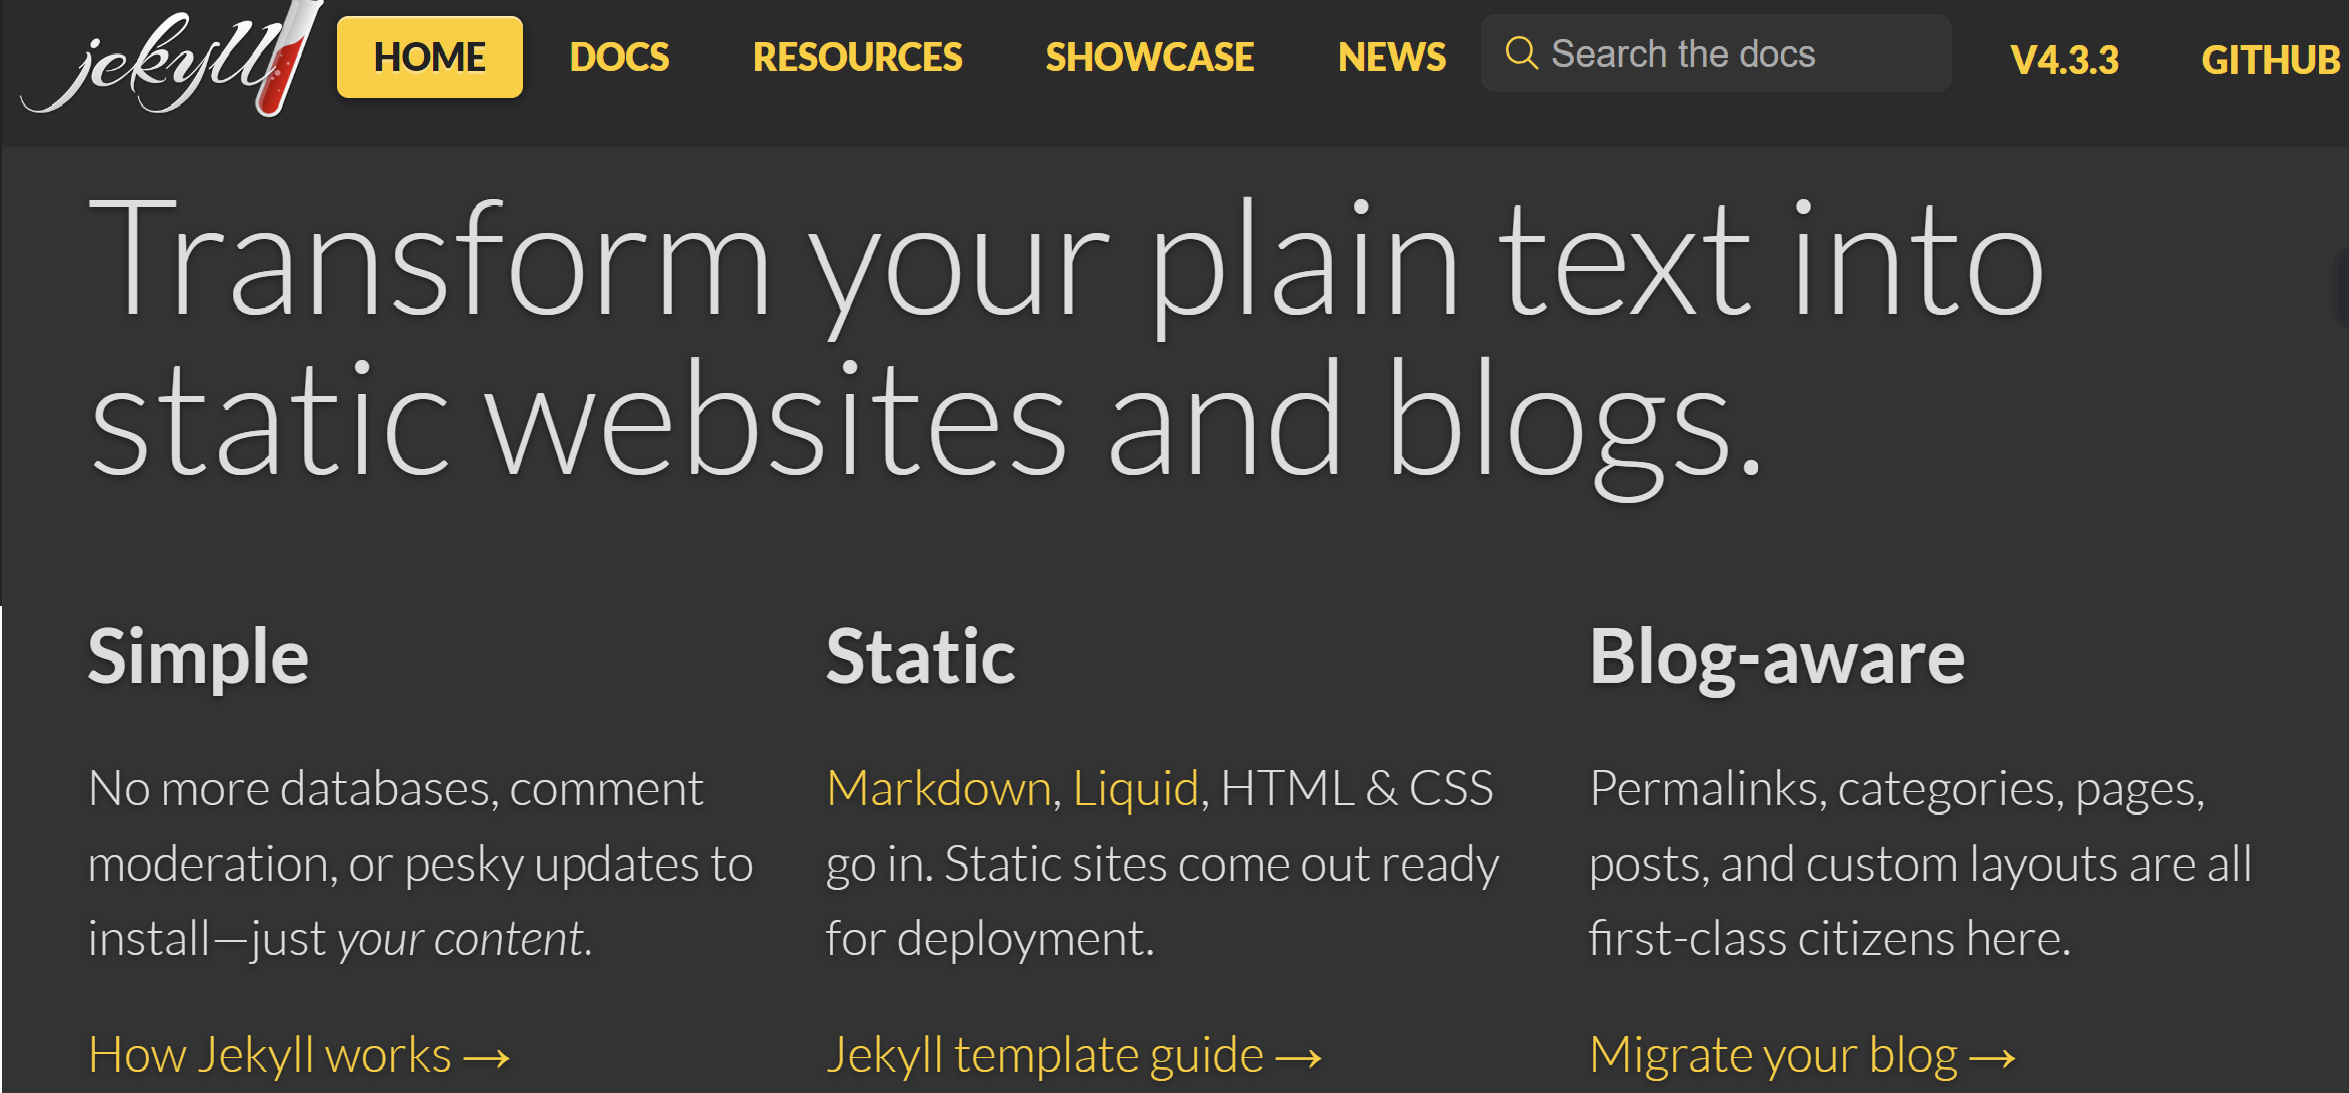 jekyll
HOME
DOCS
RESOURCES
SHOWCASE
NEWS
Search the docs
V4.3.3
GITHUB
Transform your plain text into
static websites and blogs.
Simple
No more databases, comment
moderation, or pesky updates to
install—just your content.
How Jekyll works →
Static
Markdown, Liquid, HTML & CSS
go in. Static sites come out ready
for deployment.
Jekyll template guide →
Blog-aware
Permalinks, categories, pages,
posts, and custom layouts are all
first-class citizens here.
Migrate your blog →